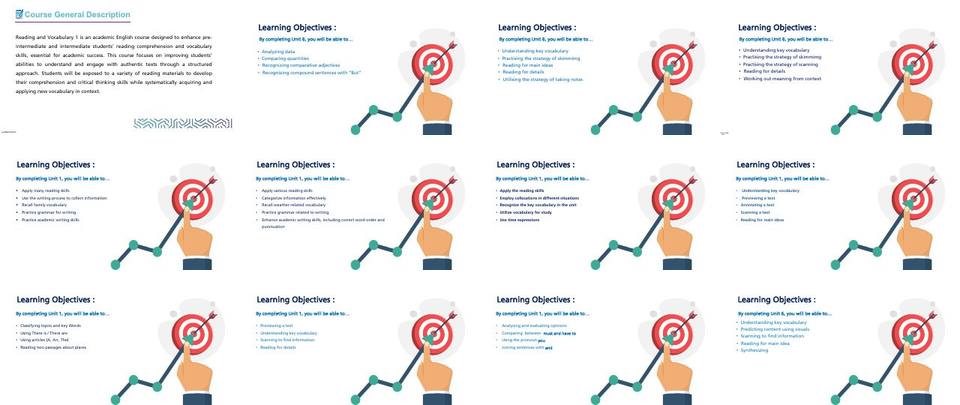 Course General Description
Reading and Vocabulary 1 is an academic English course designed to enhance pre-
intermediate and intermediate students' reading comprehension and vocabulary
skills, essential for academic success. This course focuses on improving students'
abilities to understand and engage with authentic texts through a structured
approach. Students will be exposed to a variety of reading materials to develop
their comprehension and critical thinking skills while systematically acquiring and
applying new vocabulary in context.
Learning Objectives :
By completing Unit 8, you will be able to...
• Analyzing data
• Comparing quantities
• Recognising comparative adjectives
• Recognising compound sentences with "But"
Learning Objectives :
By completing Unit 8, you will be able to...
• Understanding key vocabulary
• Practising the strategy of skimming
• Reading for main ideas
• Reading for details
• Utilising the strategy of taking notes
Learning Objectives :
By completing Unit 8, you will be able to...
• Understanding key vocabulary
• Practising the strategy of skimming
• Practising the strategy of scanning
• Reading for details
• Working out meaning from context
Learning Objectives :
By completing Unit 1, you will be able to...
• Apply many reading skills
• Use the writing process to collect information
• Recall family vocabulary
• Practice grammar for writing
• Practice academic writing skills
Learning Objectives :
By completing Unit 1, you will be able to...
• Apply various reading skills
• Categorize information effectively
• Recall weather-related vocabulary
• Practice grammar related to writing
• Enhance academic writing skills, including correct word order and
punctuation
Learning Objectives :
By completing Unit 1, you will be able to...
• Apply the reading skills
• Employ collocations in different situations
• Recognize the key vocabulary in the unit
• Utilize vocabulary for study
• Use time expressions
Learning Objectives :
By completing Unit 1, you will be able to...
• Understanding key vocabulary
• Previewing a text
• Annotating a text
• Scanning a text
• Reading for main ideas
Learning Objectives :
By completing Unit 1, you will be able to...
• Classifying topics and key Words
• Using There is / There are
• Using articles (A, An, The)
• Reading two passages about places
Learning Objectives :
By completing Unit 1, you will be able to...
• Previewing a text
• Understanding key vocabulary
• Scanning to find information
• Reading for details
Learning Objectives :
By completing Unit 1, you will be able to...
• Analysing and evaluating opinions
• Comparing between must and have to
• Using the pronoun you
• Joining sentences with and
Learning Objectives :
By completing Unit 8, you will be able to...
• Understanding key vocabulary
• Predicting content using visuals
• Scanning to find information
• Reading for main idea
• Synthesizing